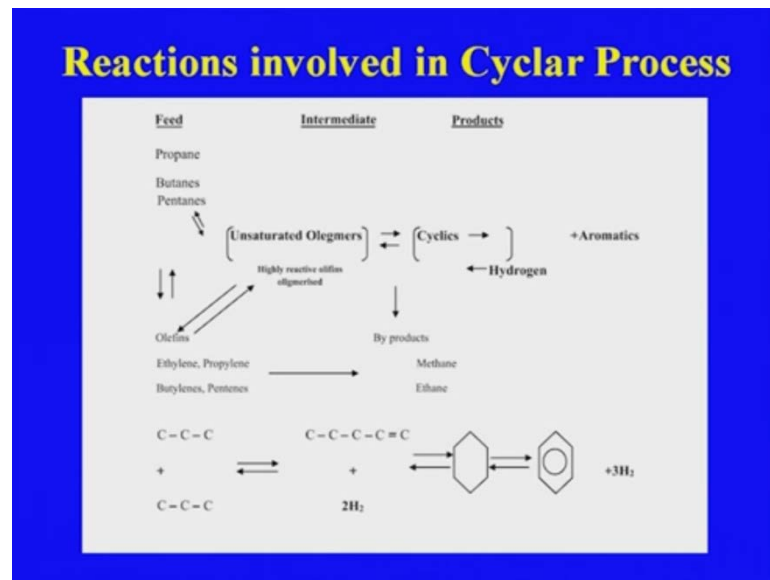 Reactions involved in Cyclar Process
Feed Intermediate Products
Propane
Butanes
Pentanes
Unsaturated Olegmers Cyclics +Aromatics
Highly reactive olifins Hydrogen
oligmerised
Olefins By products
Ethylene, Propylene Methane
Butylenes, Pentenes Ethane
C–C–C C–C–C–C=C
+ + +3H₂
C–C–C 2H₂